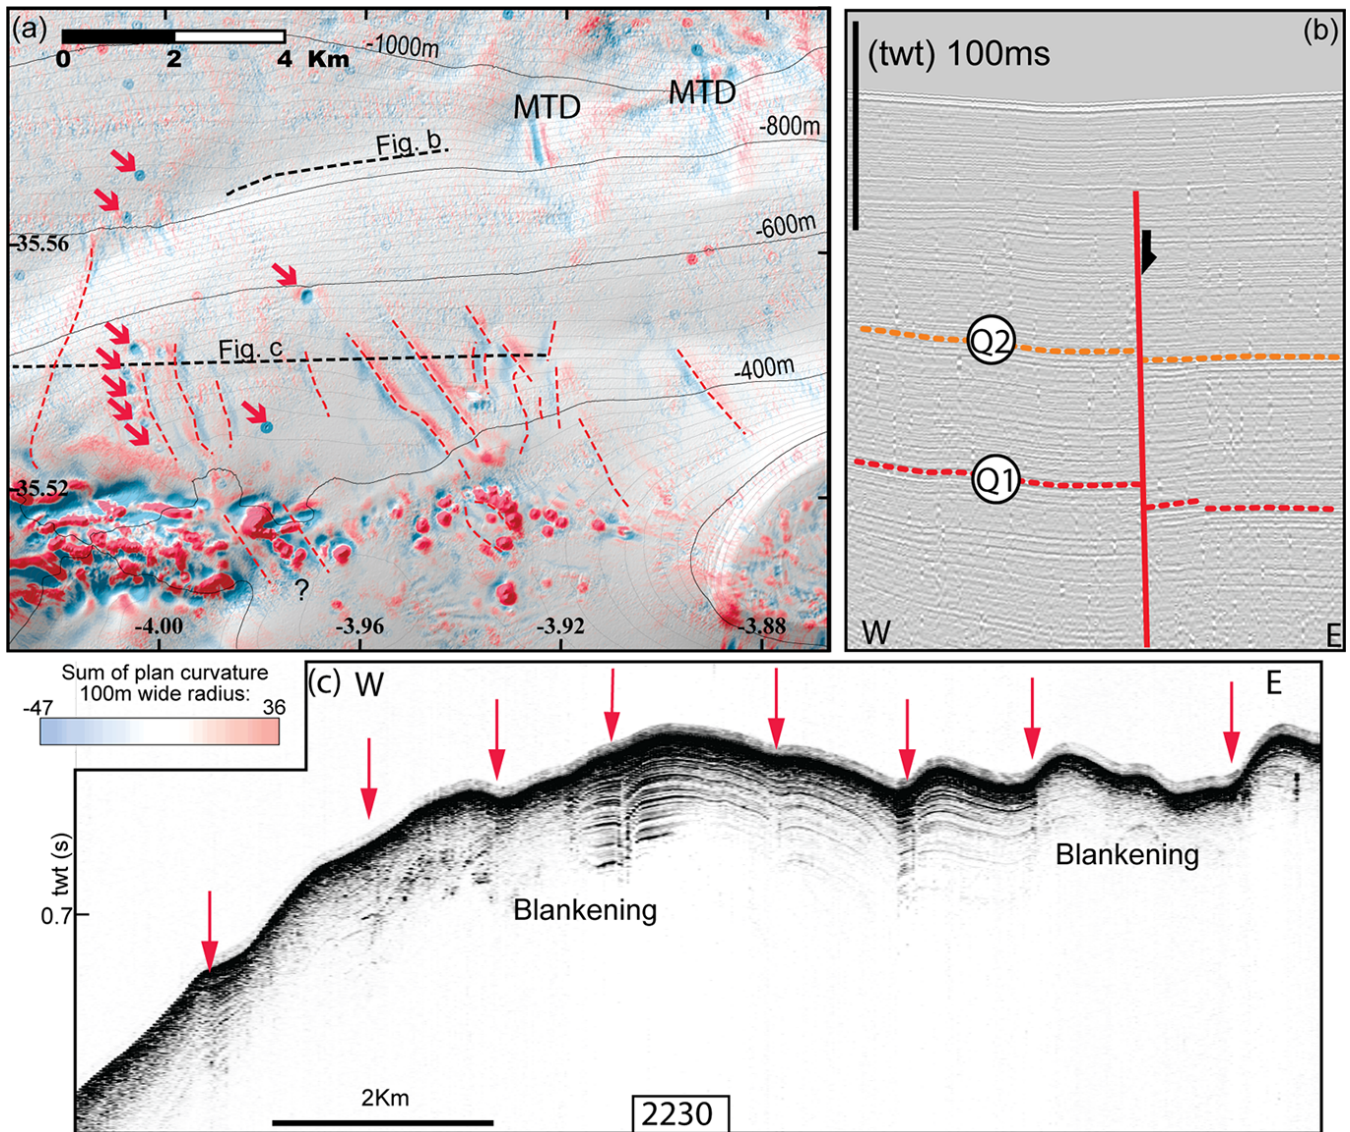 (a)
0 2 4 Km
-1000m
MTD
MTD
-800m
Fig. b
-600m
35.56
Fig. c
-400m
35.52
?
-4.00 -3.96 -3.92 -3.88
(b)
(twt) 100ms
Q2
Q1
W E
Sum of plan curvature
100m wide radius:
-47 36
(c) W E
twt (s)
0.7
Blankening
Blankening
2Km
2230